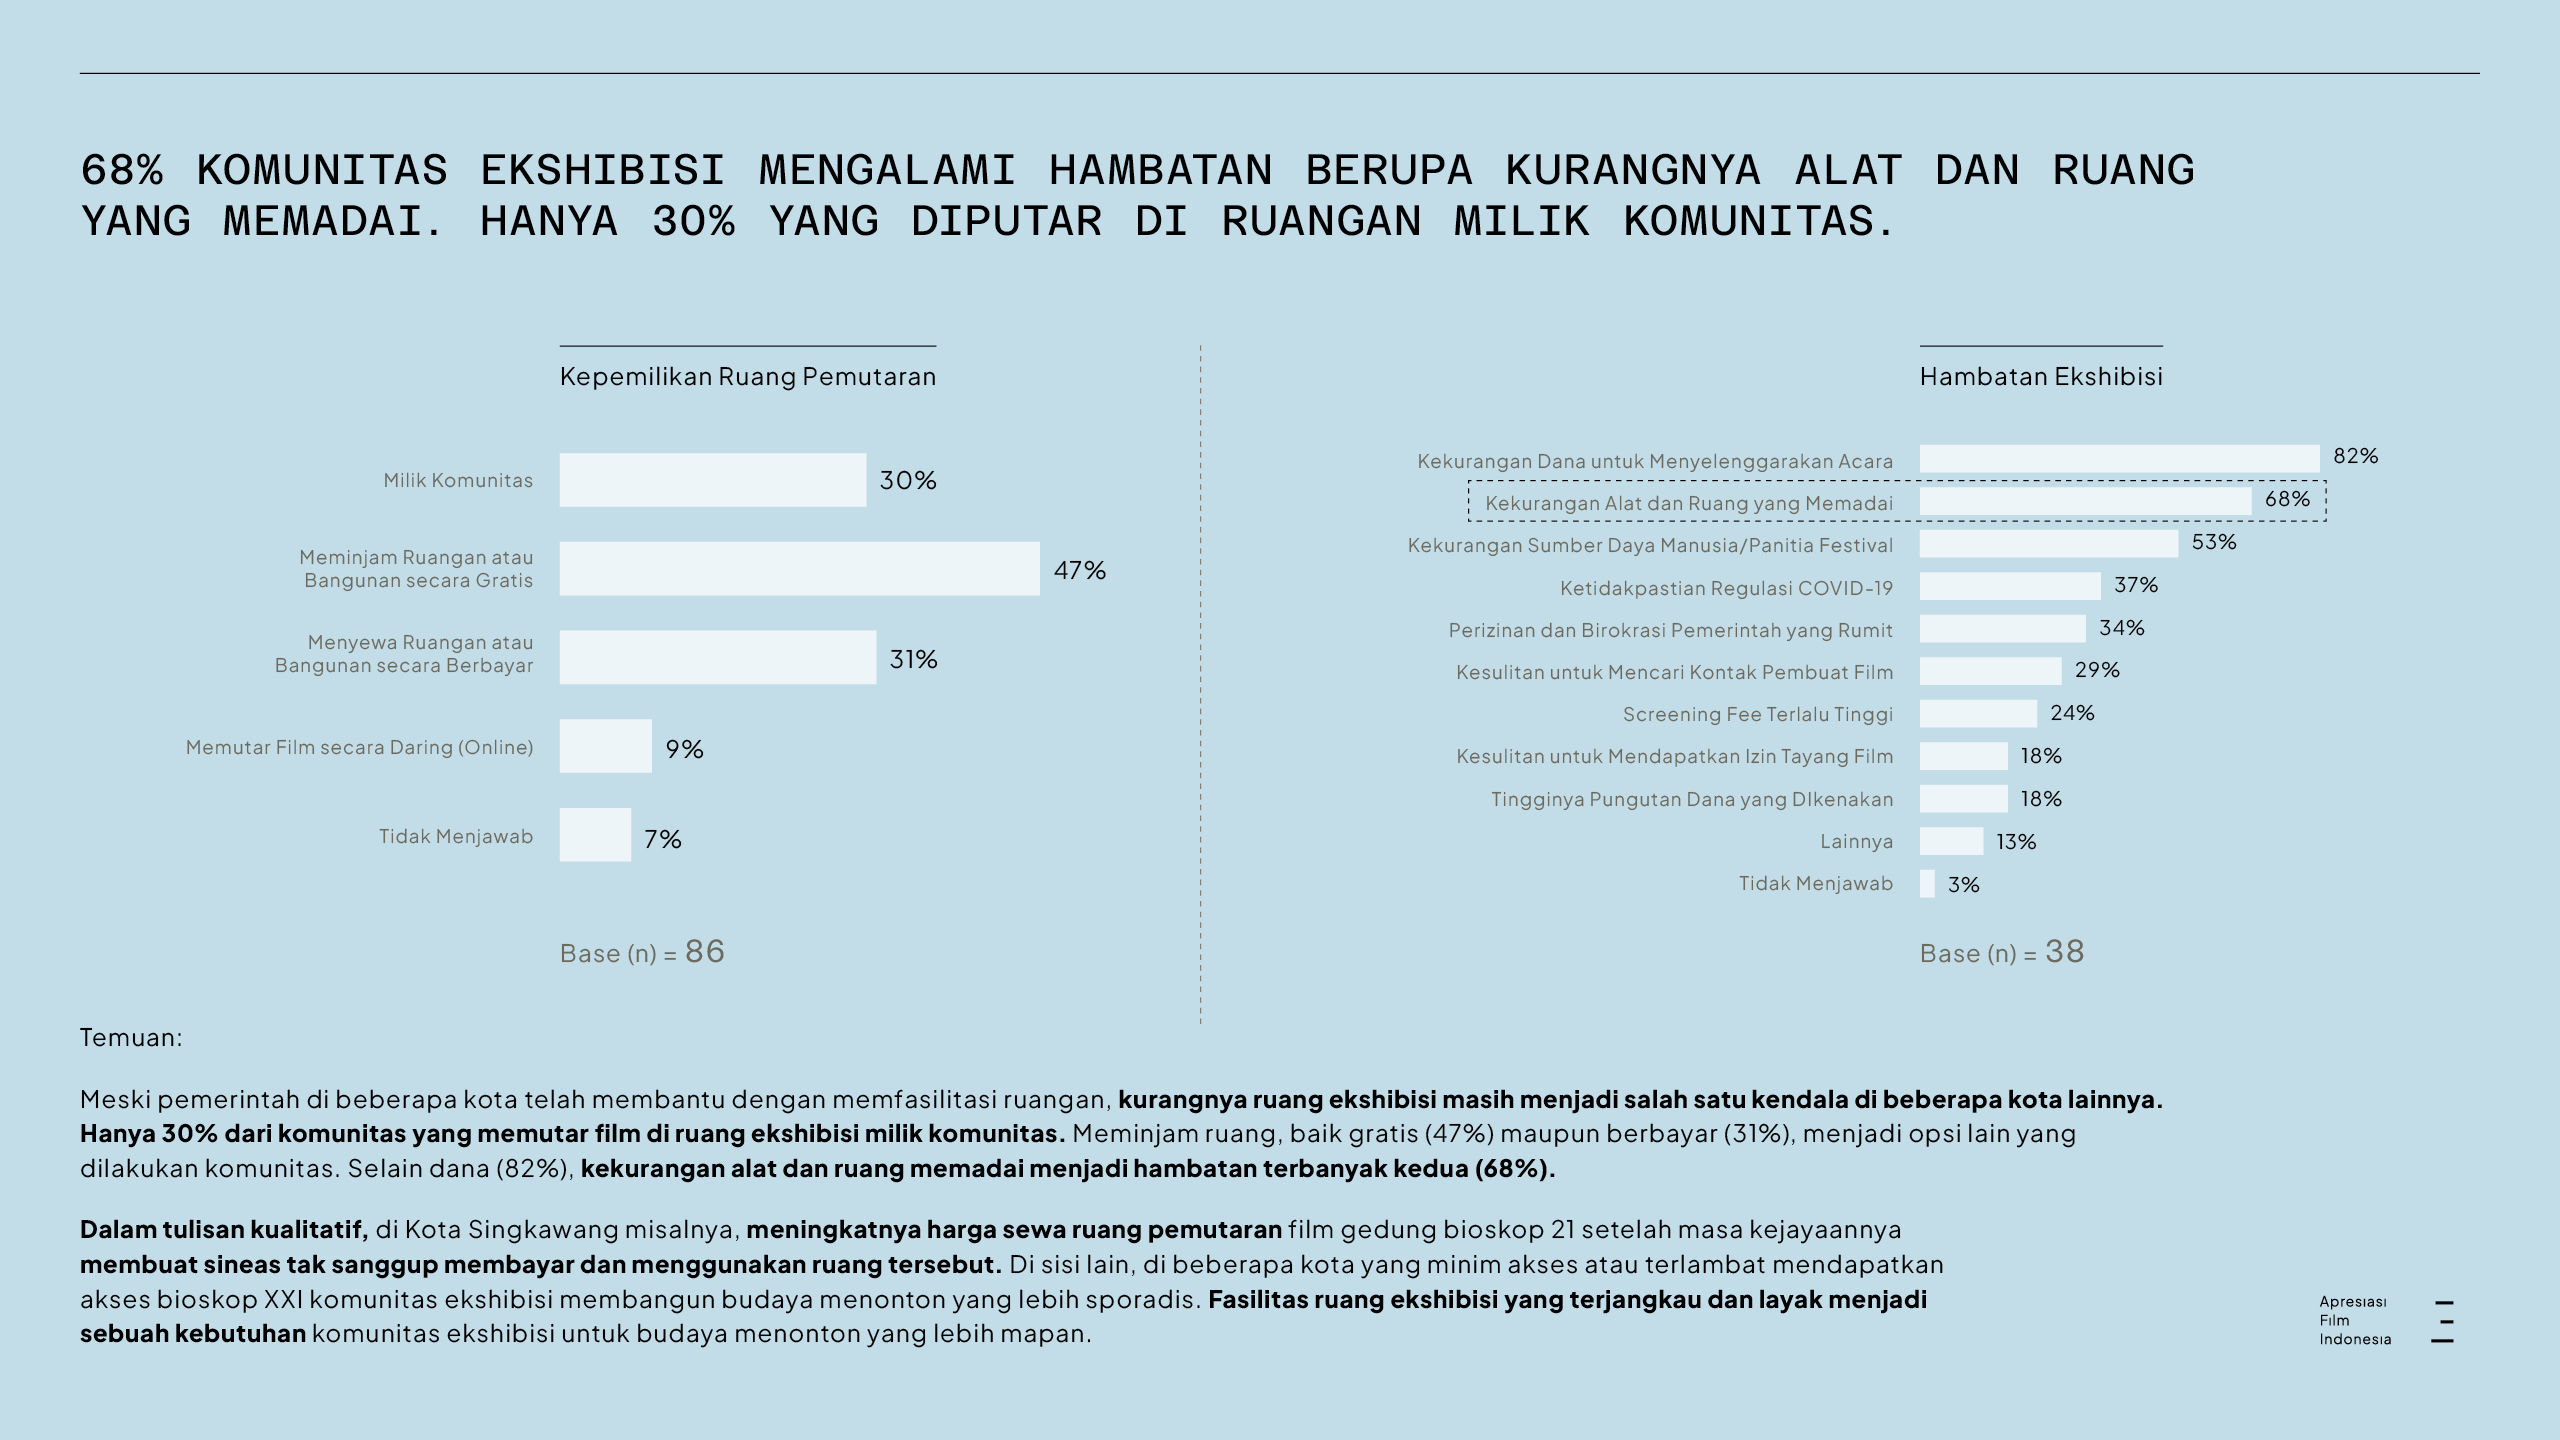 68% KOMUNITAS EKSHIBISI MENGALAMI HAMBATAN BERUPA KURANGNYA ALAT DAN RUANG
YANG MEMADAI. HANYA 30% YANG DIPUTAR DI RUANGAN MILIK KOMUNITAS.
Kepemilikan Ruang Pemutaran
Milik Komunitas 30%
Meminjam Ruangan atau
Bangunan secara Gratis 47%
Menyewa Ruangan atau
Bangunan secara Berbayar 31%
Memutar Film secara Daring (Online) 9%
Tidak Menjawab 7%
Base (n) = 86
Hambatan Ekshibisi
Kekurangan Dana untuk Menyelenggarakan Acara 82%
Kekurangan Alat dan Ruang yang Memadai 68%
Kekurangan Sumber Daya Manusia/Panitia Festival 53%
Ketidakpastian Regulasi COVID-19 37%
Perizinan dan Birokrasi Pemerintah yang Rumit 34%
Kesulitan untuk Mencari Kontak Pembuat Film 29%
Screening Fee Terlalu Tinggi 24%
Kesulitan untuk Mendapatkan Izin Tayang Film 18%
Tingginya Pungutan Dana yang DIkenakan 18%
Lainnya 13%
Tidak Menjawab 3%
Base (n) = 38
Temuan:
Meski pemerintah di beberapa kota telah membantu dengan memfasilitasi ruangan, kurangnya ruang ekshibisi masih menjadi salah satu kendala di beberapa kota lainnya.
Hanya 30% dari komunitas yang memutar film di ruang ekshibisi milik komunitas. Meminjam ruang, baik gratis (47%) maupun berbayar (31%), menjadi opsi lain yang
dilakukan komunitas. Selain dana (82%), kekurangan alat dan ruang memadai menjadi hambatan terbanyak kedua (68%).
Dalam tulisan kualitatif, di Kota Singkawang misalnya, meningkatnya harga sewa ruang pemutaran film gedung bioskop 21 setelah masa kejayaannya
membuat sineas tak sanggup membayar dan menggunakan ruang tersebut. Di sisi lain, di beberapa kota yang minim akses atau terlambat mendapatkan
akses bioskop XXI komunitas ekshibisi membangun budaya menonton yang lebih sporadis. Fasilitas ruang ekshibisi yang terjangkau dan layak menjadi
sebuah kebutuhan komunitas ekshibisi untuk budaya menonton yang lebih mapan.
Apresiasi
Film
Indonesia